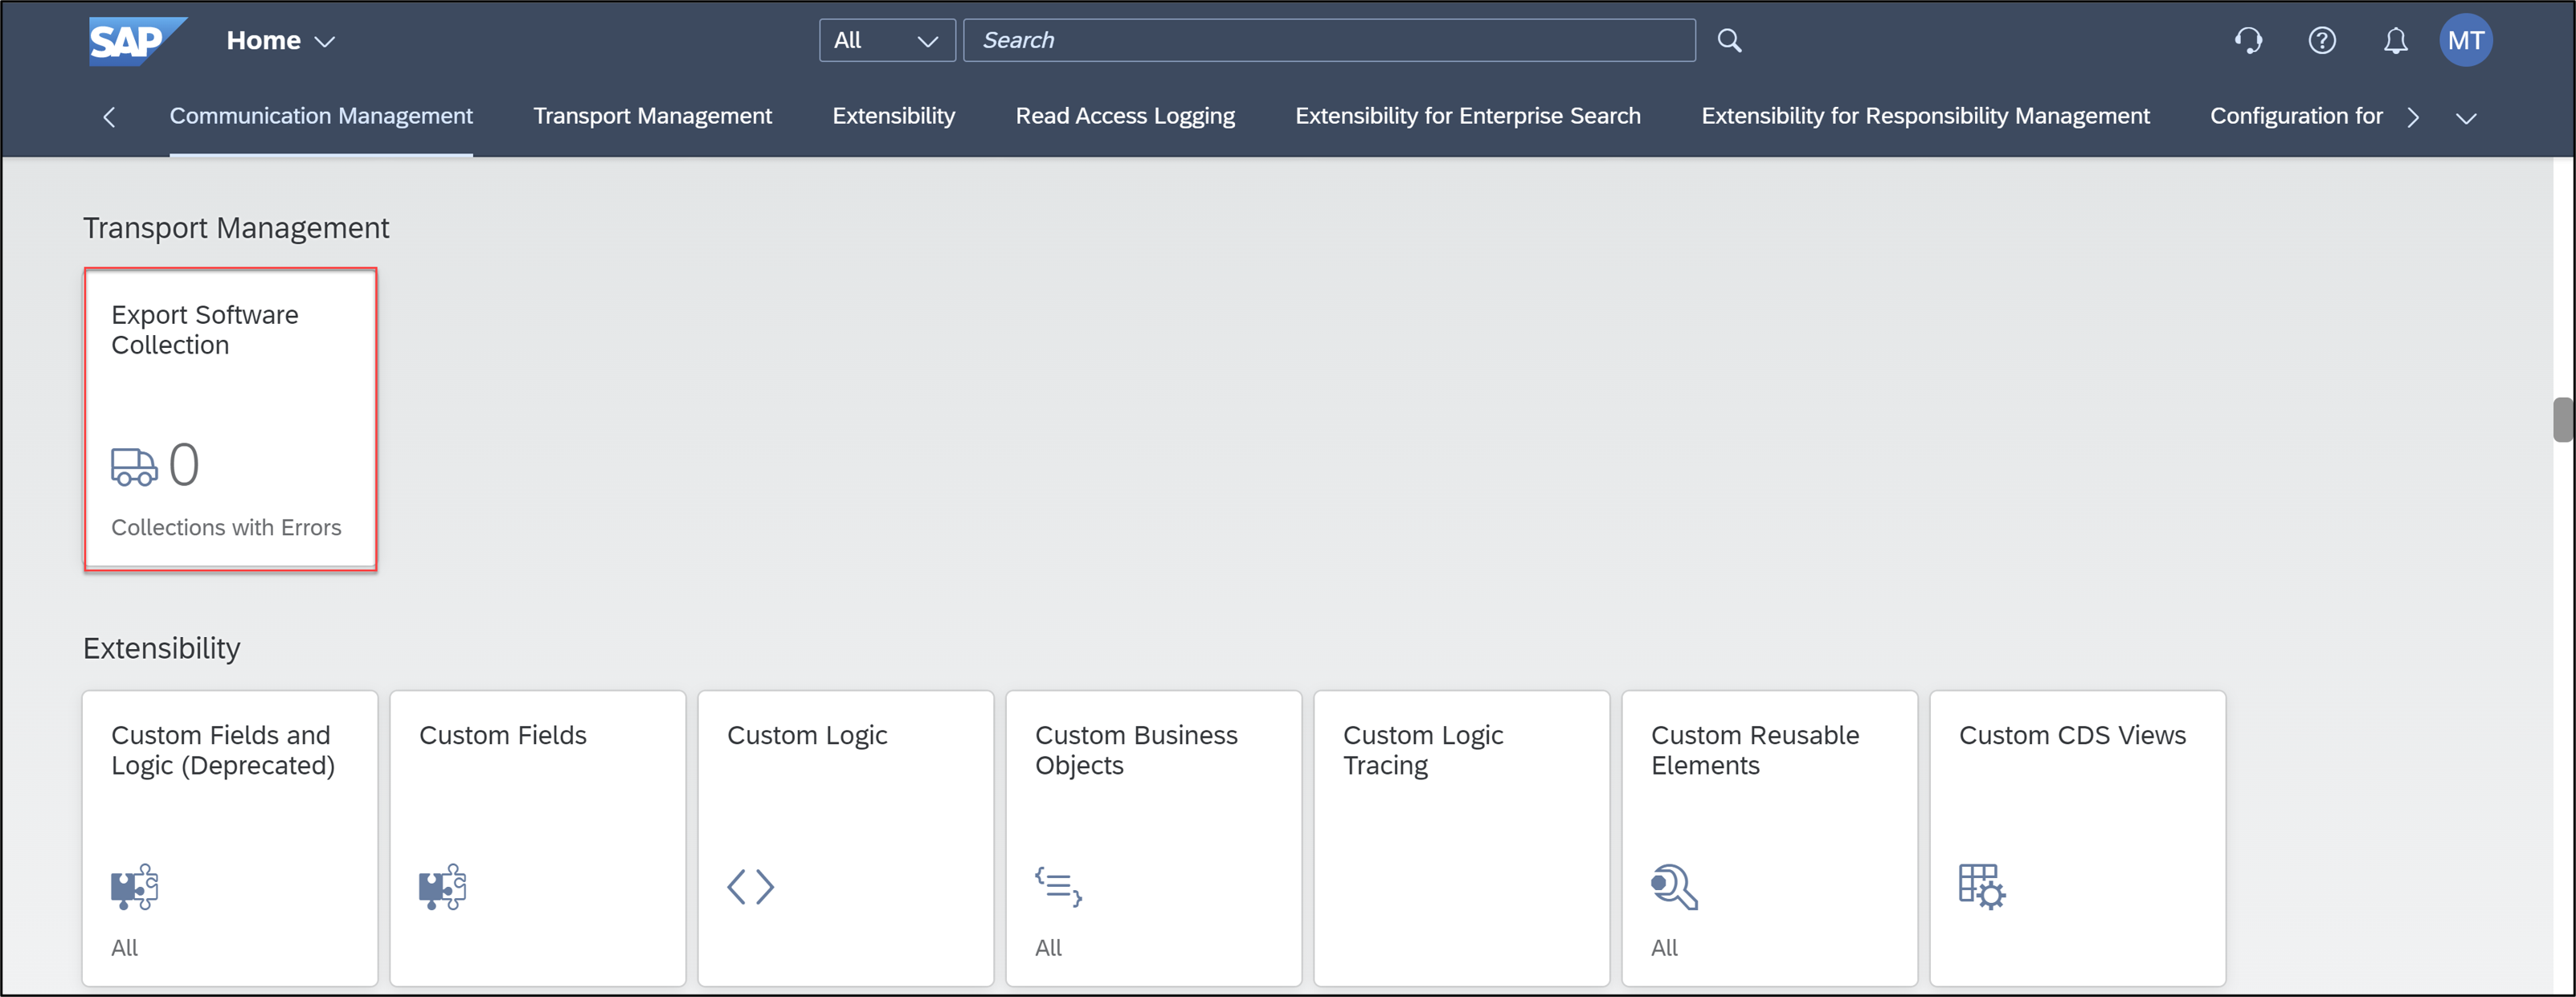 SAP Home All Search MT
Communication Management Transport Management Extensibility Read Access Logging Extensibility for Enterprise Search Extensibility for Responsibility Management Configuration for
Transport Management
Export Software
Collection
0
Collections with Errors
Extensibility
Custom Fields and
Logic (Deprecated)
All
Custom Fields
Custom Logic
Custom Business
Objects
All
Custom Logic
Tracing
Custom Reusable
Elements
All
Custom CDS Views